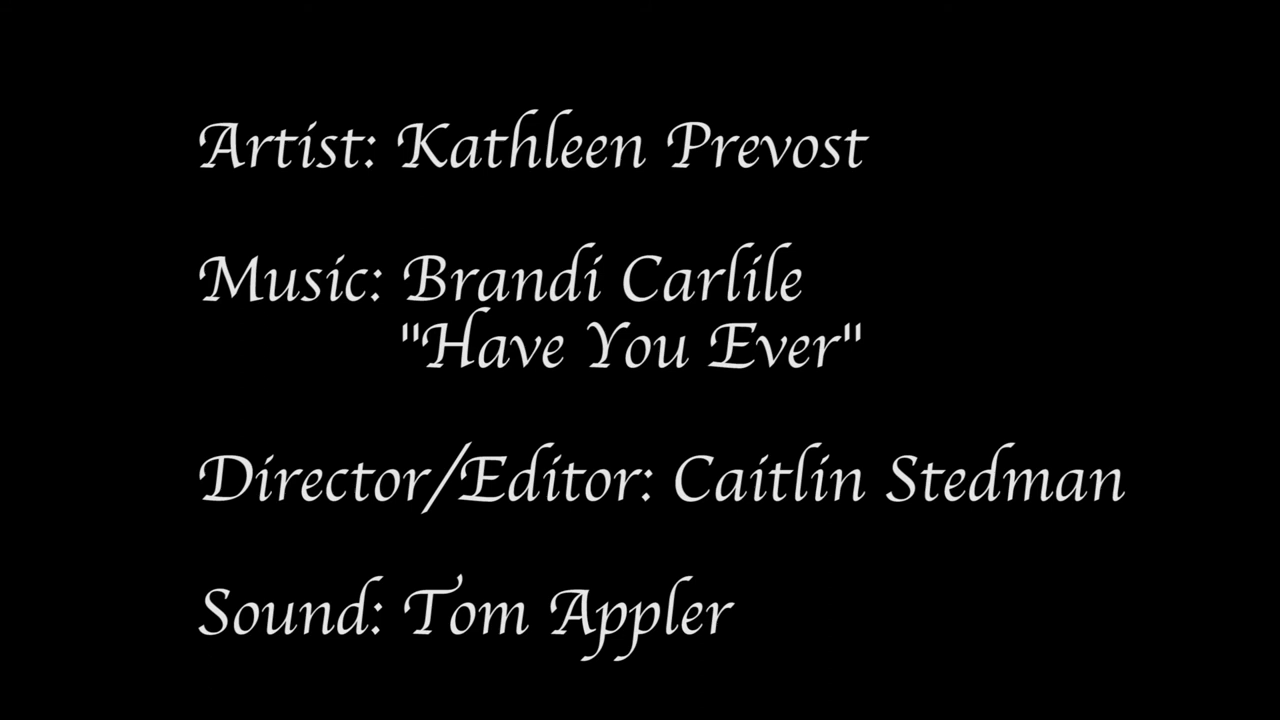 Artist: Kathleen Prevost
Music: Brandi Carlile
"Have You Ever"
Director/Editor: Caitlin Stedman
Sound: Tom Appler